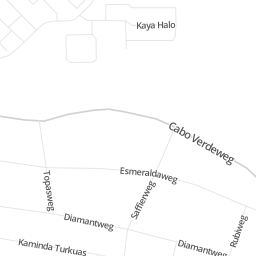 Kaya Halo
Cabo Verdeweg
Esmeraldaweg
Topasweg
Saffierweg
Diamantweg
Rubiweg
Kaminda Turkuas
Diamantweg